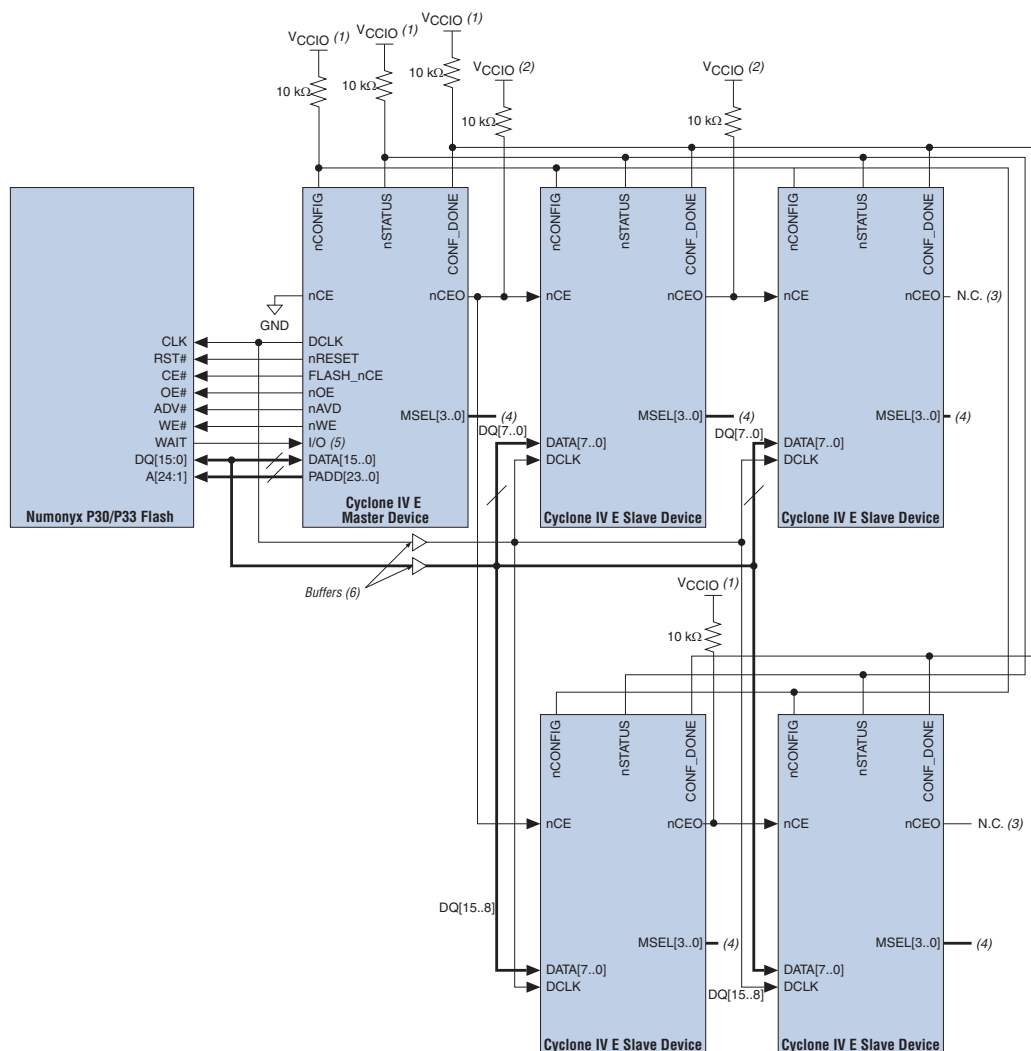 VCCIO (1)
VCCIO (1)
VCCIO (1)
VCCIO (2)
VCCIO (2)
10 kΩ
10 kΩ
10 kΩ
10 kΩ
10 kΩ
nCONFIG
nSTATUS
CONF_DONE
nCONFIG
nSTATUS
CONF_DONE
nCONFIG
nSTATUS
CONF_DONE
nCE
nCEO
nCE
nCEO
nCE
nCEO
N.C. (3)
GND
CLK
DCLK
RST#
nRESET
CE#
FLASH_nCE
OE#
nOE
ADV#
nAVD
WE#
nWE
WAIT
I/O (5)
DQ[15:0]
DATA[15..0]
A[24:1]
PADD[23..0]
MSEL[3..0]
(4)
MSEL[3..0]
(4)
MSEL[3..0]
(4)
DQ[7..0]
DATA[7..0]
DCLK
DQ[7..0]
DATA[7..0]
DCLK
Numonyx P30/P33 Flash
Cyclone IV E
Master Device
Cyclone IV E Slave Device
Cyclone IV E Slave Device
Buffers (6)
VCCIO (1)
10 kΩ
nCONFIG
nSTATUS
CONF_DONE
nCONFIG
nSTATUS
CONF_DONE
nCE
nCEO
nCE
nCEO
N.C. (3)
DQ[15..8]
MSEL[3..0]
(4)
MSEL[3..0]
(4)
DATA[7..0]
DCLK
DQ[15..8]
DATA[7..0]
DCLK
Cyclone IV E Slave Device
Cyclone IV E Slave Device